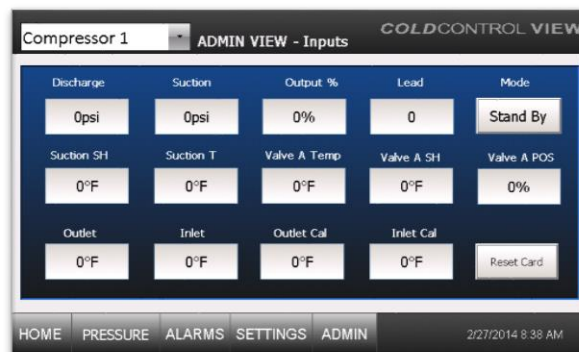 Compressor 1
ADMIN VIEW - Inputs
COLDCONTROL VIEW
Discharge Suction Output % Lead Mode
0psi 0psi 0% 0 Stand By
Suction SH Suction T Valve A Temp Valve A SH Valve A POS
0°F 0°F 0°F 0°F 0%
Outlet Inlet Outlet Cal Inlet Cal
0°F 0°F 0°F 0°F Reset Card
HOME PRESSURE ALARMS SETTINGS ADMIN 2/27/2014 8:38 AM